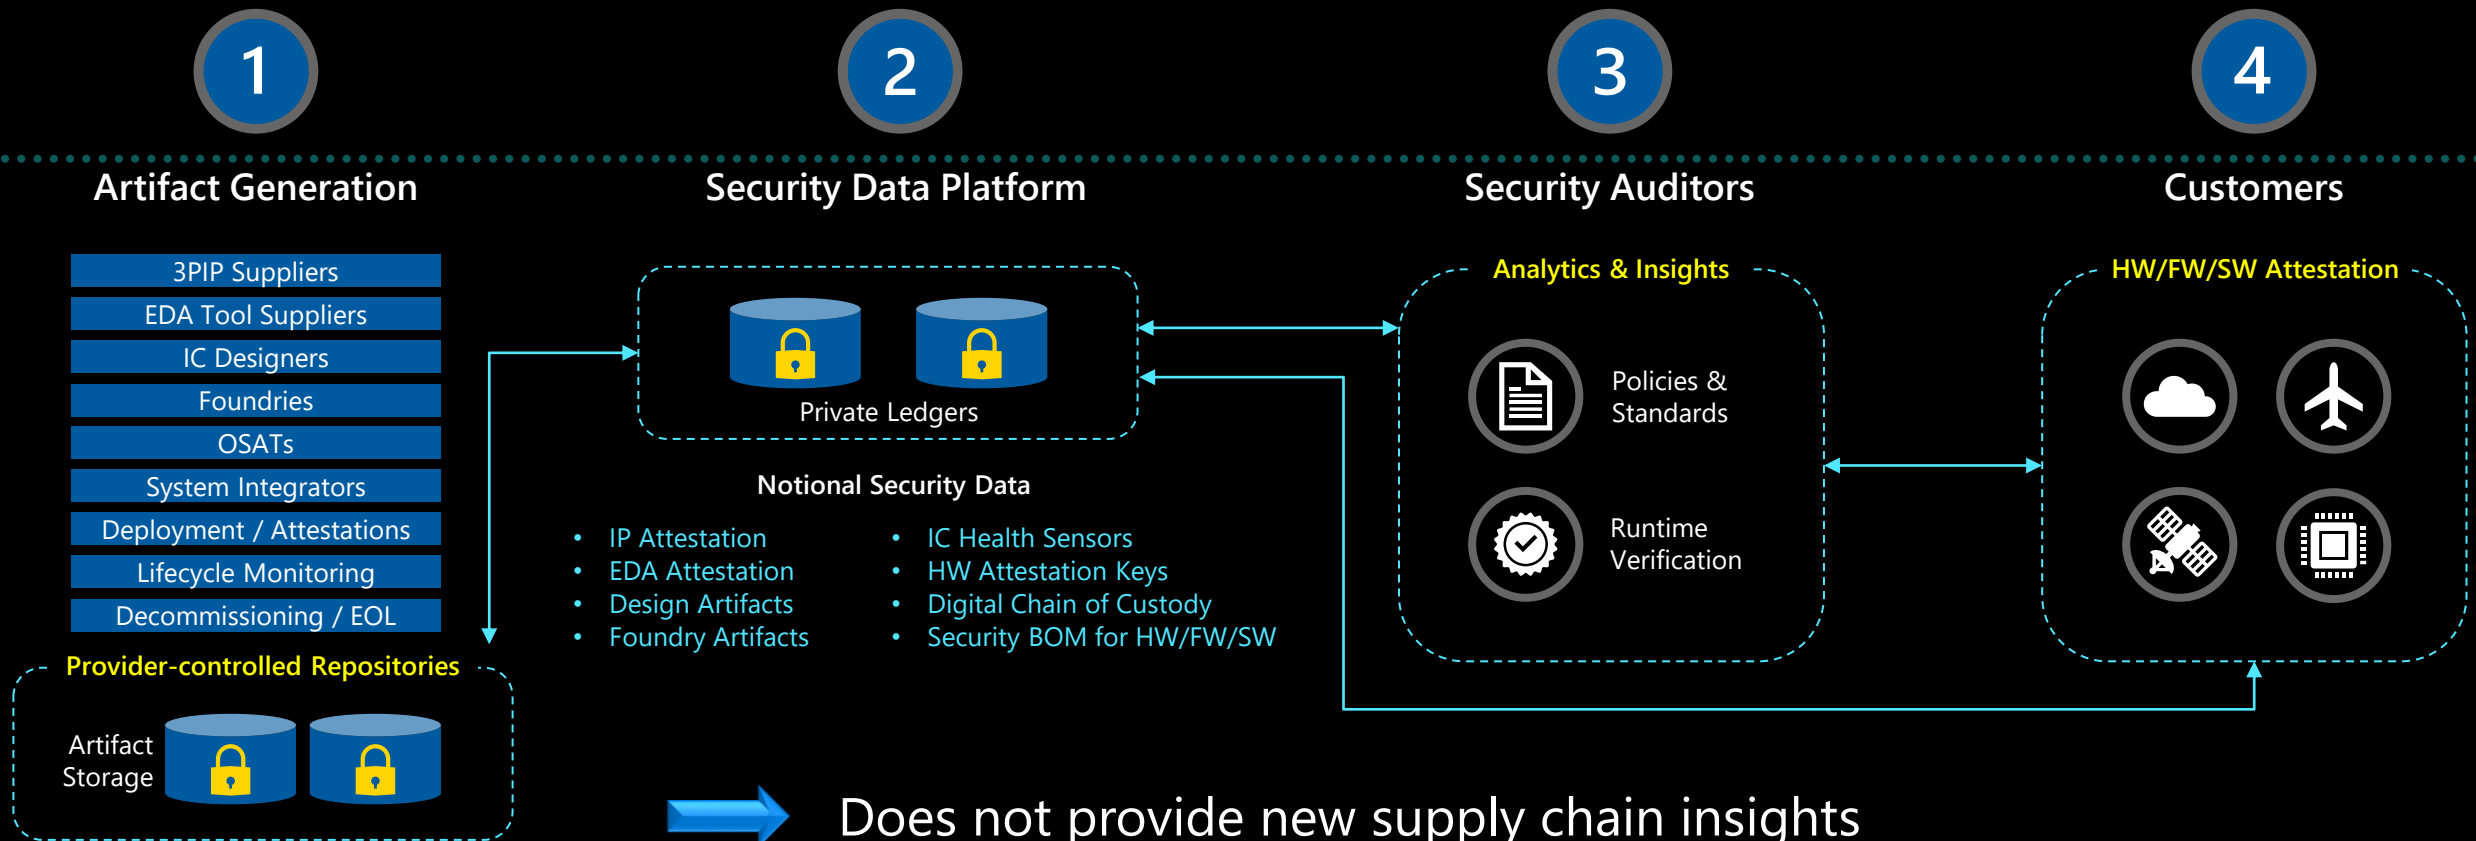 1
2
3
4
Artifact Generation
Security Data Platform
Security Auditors
Customers
3PIP Suppliers
EDA Tool Suppliers
IC Designers
Foundries
OSATs
System Integrators
Deployment / Attestations
Lifecycle Monitoring
Decommissioning / EOL
Provider-controlled Repositories
Artifact
Storage
Private Ledgers
Notional Security Data
• IP Attestation
• EDA Attestation
• Design Artifacts
• Foundry Artifacts
• IC Health Sensors
• HW Attestation Keys
• Digital Chain of Custody
• Security BOM for HW/FW/SW
Analytics & Insights
Policies &
Standards
Runtime
Verification
HW/FW/SW Attestation
Does not provide new supply chain insights